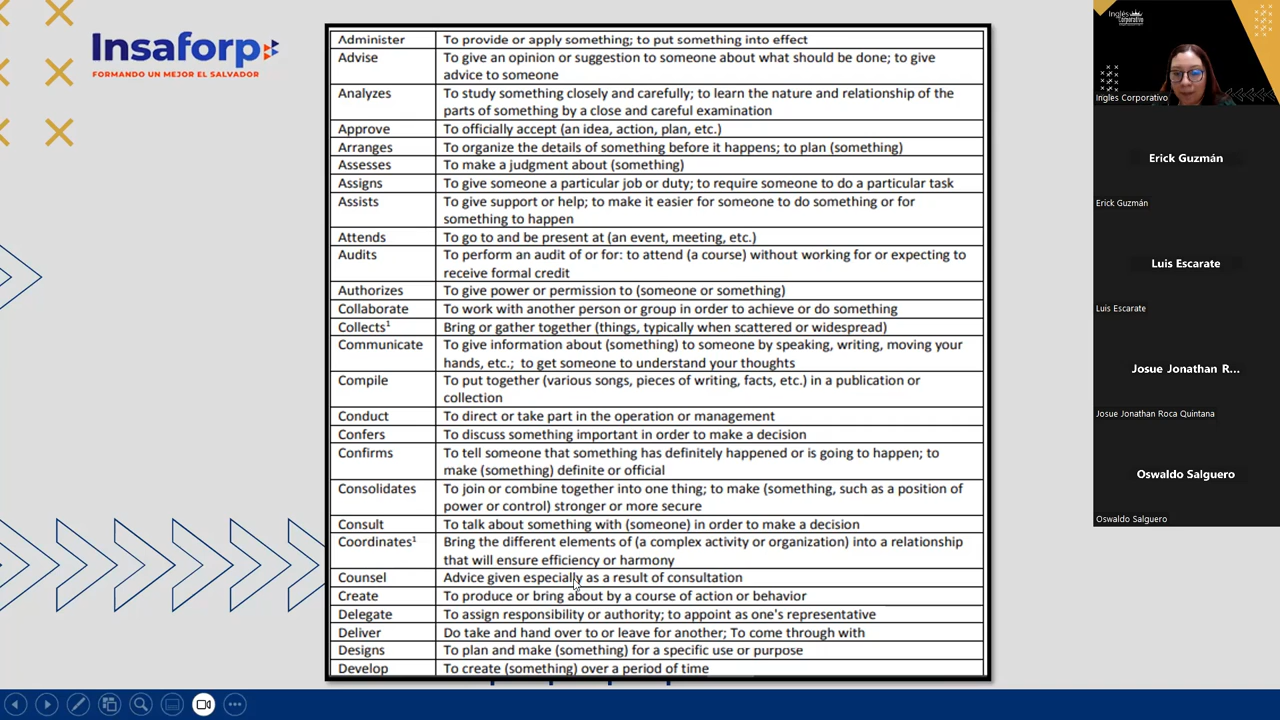 Insaforp
FORMANDO UN MEJOR EL SALVADOR
Administer To provide or apply something; to put something into effect
Advise To give an opinion or suggestion to someone about what should be done; to give
advice to someone
Analyzes To study something closely and carefully; to learn the nature and relationship of the
parts of something by a close and careful examination
Approve To officially accept (an idea, action, plan, etc.)
Arranges To organize the details of something before it happens; to plan (something)
Assesses To make a judgment about (something)
Assigns To give someone a particular job or duty; to require someone to do a particular task
Assists To give support or help; to make it easier for someone to do something or for
something to happen
Attends To go to and be present at (an event, meeting, etc.)
Audits To perform an audit of or for: to attend (a course) without working for or expecting to
receive formal credit
Authorizes To give power or permission to (someone or something)
Collaborate To work with another person or group in order to achieve or do something
Collects¹ Bring or gather together (things, typically when scattered or widespread)
Communicate To give information about (something) to someone by speaking, writing, moving your
hands, etc.; to get someone to understand your thoughts
Compile To put together (various songs, pieces of writing, facts, etc.) in a publication or
collection
Conduct To direct or take part in the operation or management
Confers To discuss something important in order to make a decision
Confirms To tell someone that something has definitely happened or is going to happen; to
make (something) definite or official
Consolidates To join or combine together into one thing; to make (something, such as a position of
power or control) stronger or more secure
Consult To talk about something with (someone) in order to make a decision
Coordinates¹ Bring the different elements of (a complex activity or organization) into a relationship
that will ensure efficiency or harmony
Counsel Advice given especially as a result of consultation
Create To produce or bring about by a course of action or behavior
Delegate To assign responsibility or authority; to appoint as one's representative
Deliver Do take and hand over to or leave for another; To come through with
Designs To plan and make (something) for a specific use or purpose
Develop To create (something) over a period of time
Inglés
Corporativo
Ingles Corporativo
Erick Guzmán
Erick Guzmán
Luis Escarate
Luis Escarate
Josue Jonathan R...
Josue Jonathan Roca Quintana
Oswaldo Salguero
Oswaldo Salguero